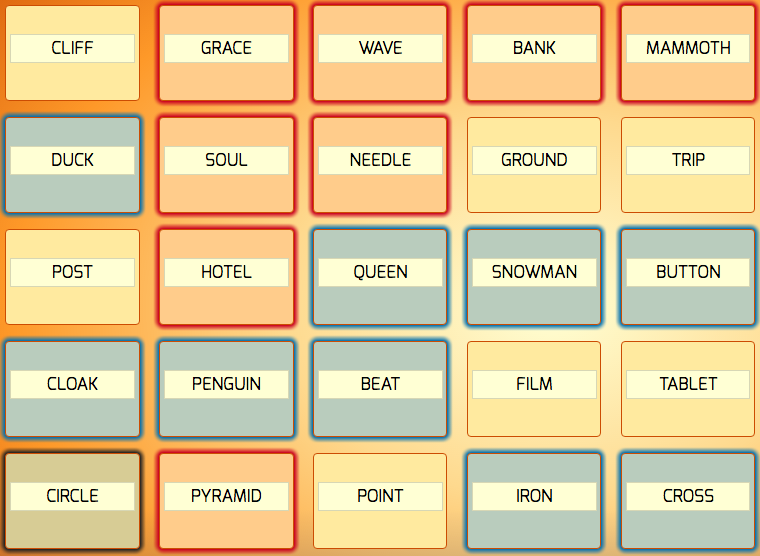 CLIFF
GRACE
WAVE
BANK
MAMMOTH
DUCK
SOUL
NEEDLE
GROUND
TRIP
POST
HOTEL
QUEEN
SNOWMAN
BUTTON
CLOAK
PENGUIN
BEAT
FILM
TABLET
CIRCLE
PYRAMID
POINT
IRON
CROSS